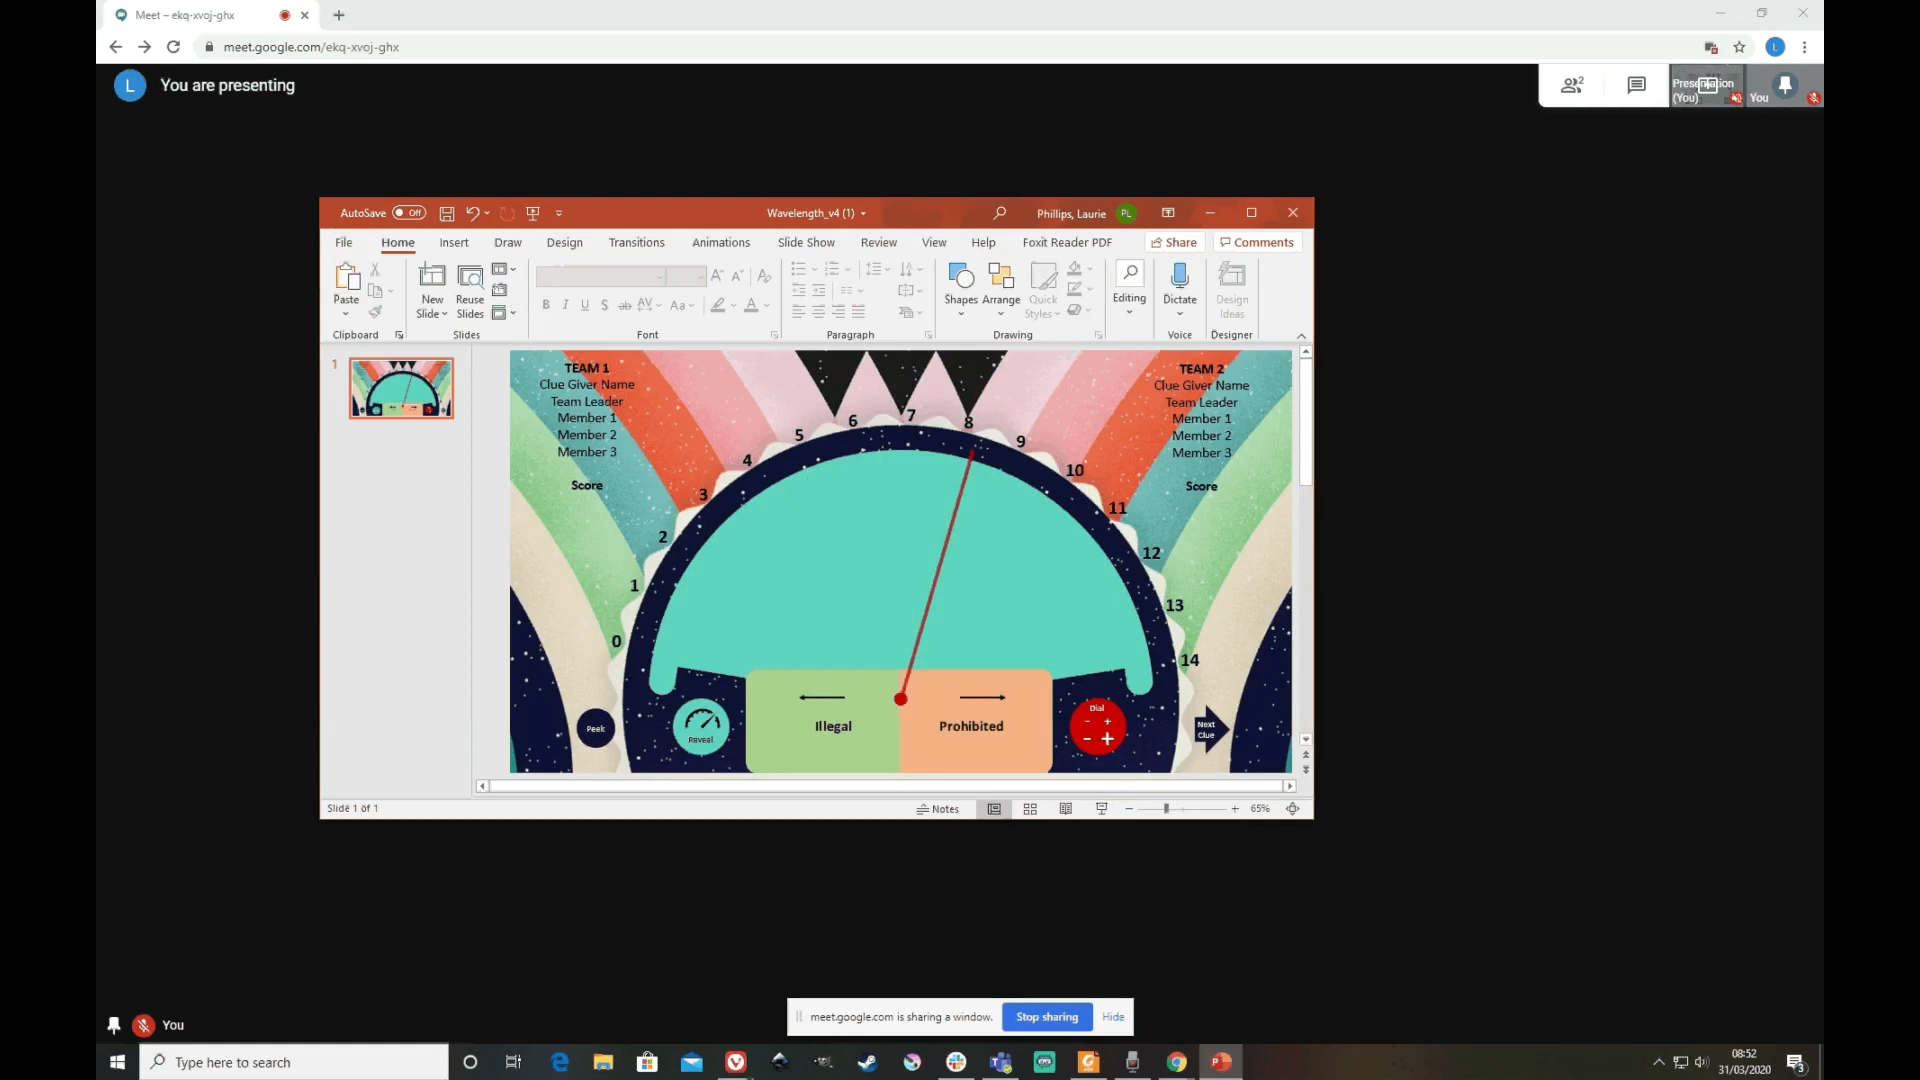 Meet – ekq-xvoj-ghx
meet.google.com/ekq-xvoj-ghx
L
L You are presenting
2
Presentation
(You)
You
AutoSave Off
Wavelength_v4 (1)
Phillips, Laurie PL
File Home Insert Draw Design Transitions Animations Slide Show Review View Help Foxit Reader PDF Share Comments
Paste
New
Slide
Reuse
Slides
B I U S ab AV Aa A
Shapes Arrange Quick
Styles
Editing
Dictate
Design
Ideas
Clipboard Slides Font Paragraph Drawing Voice Designer
1
TEAM 1
Clue Giver Name
Team Leader
Member 1
Member 2
Member 3
Score
TEAM 2
Clue Giver Name
Team Leader
Member 1
Member 2
Member 3
Score
0
1
2
3
4
5
6
7
8
9
10
11
12
13
14
Peek
Reveal
Illegal
Prohibited
Dial
- +
- +
Next
Clue
Slide 1 of 1
Notes
65%
You
meet.google.com is sharing a window. Stop sharing Hide
Type here to search
08:52
31/03/2020
3